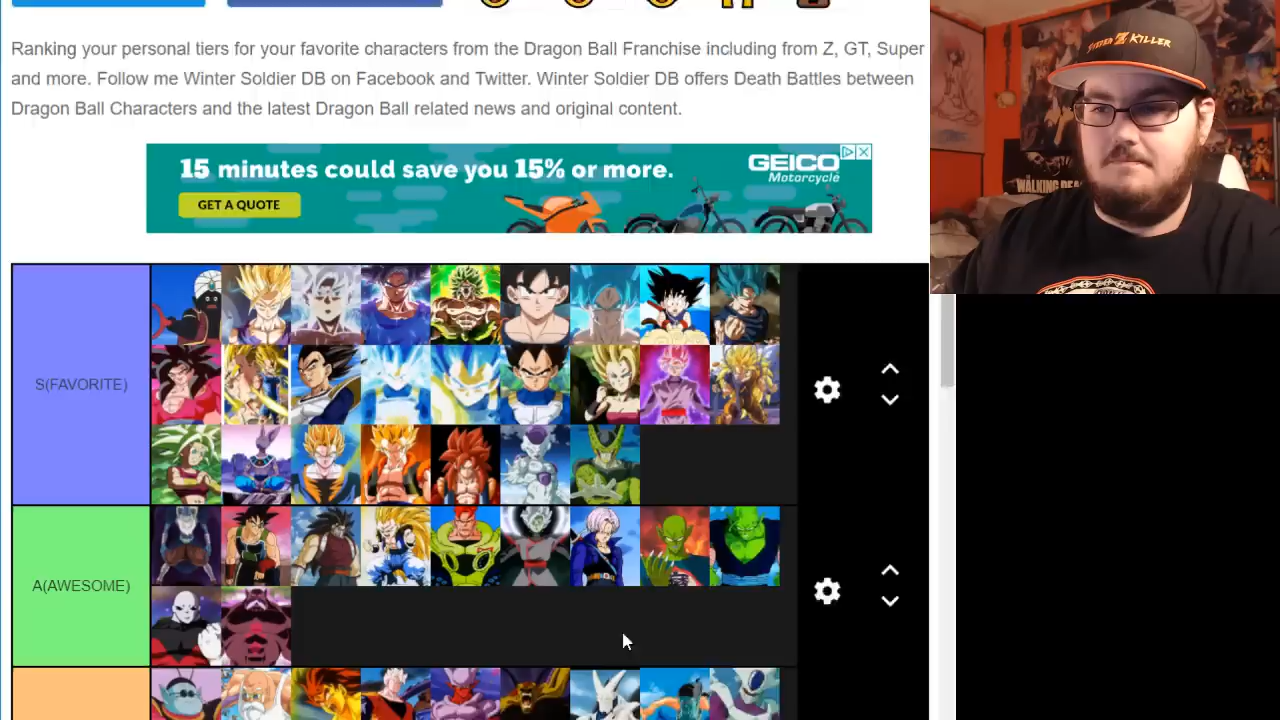 Ranking your personal tiers for your favorite characters from the Dragon Ball Franchise including from Z, GT, Super
and more. Follow me Winter Soldier DB on Facebook and Twitter. Winter Soldier DB offers Death Battles between
Dragon Ball Characters and the latest Dragon Ball related news and original content.
15 minutes could save you 15% or more.
GET A QUOTE
GEICO
Motorcycle
THE
WALKING DEAD
S(FAVORITE)
A(AWESOME)